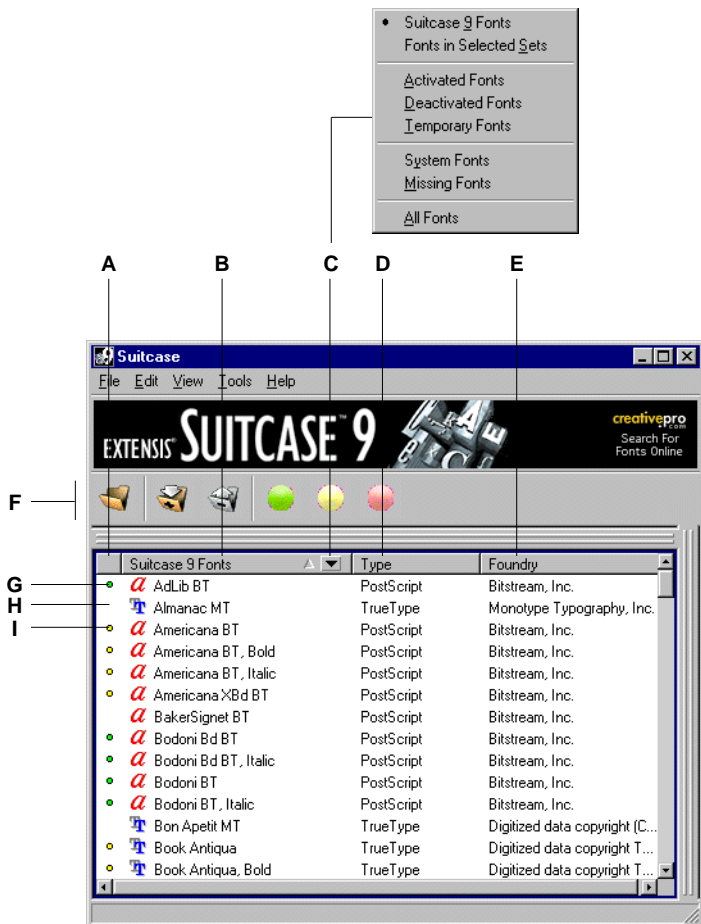 Suitcase 9 Fonts
Fonts in Selected Sets
Activated Fonts
Deactivated Fonts
Temporary Fonts
System Fonts
Missing Fonts
All Fonts
A B C D E
Suitcase
File Edit View Tools Help
EXTENSIS® SUITCASE™ 9
creativepro
.com
Search For
Fonts Online
F
Suitcase 9 Fonts Type Foundry
G AdLib BT PostScript Bitstream, Inc.
H Almanac MT TrueType Monotype Typography, Inc.
I Americana BT PostScript Bitstream, Inc.
Americana BT, Bold PostScript Bitstream, Inc.
Americana BT, Italic PostScript Bitstream, Inc.
Americana XBd BT PostScript Bitstream, Inc.
BakerSignet BT PostScript Bitstream, Inc.
Bodoni Bd BT PostScript Bitstream, Inc.
Bodoni Bd BT, Italic PostScript Bitstream, Inc.
Bodoni BT PostScript Bitstream, Inc.
Bodoni BT, Italic PostScript Bitstream, Inc.
Bon Apetit MT TrueType Digitized data copyright (C...
Book Antiqua TrueType Digitized data copyright T...
Book Antiqua, Bold TrueType Digitized data copyright T...